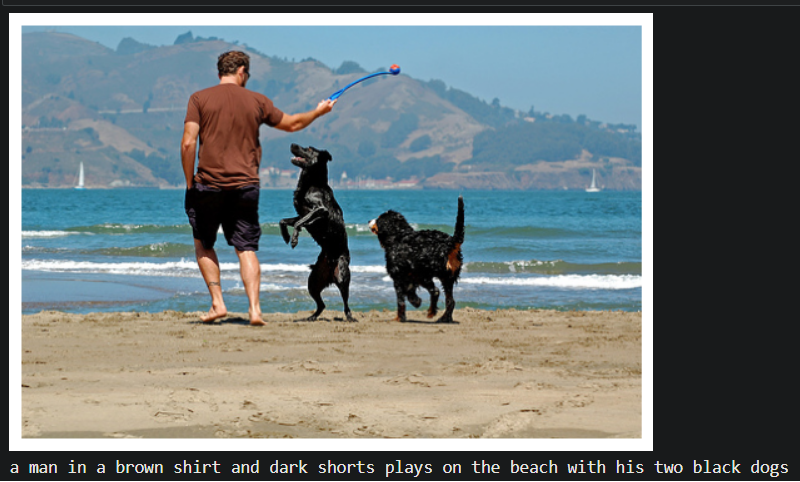 a man in a brown shirt and dark shorts plays on the beach with his two black dogs